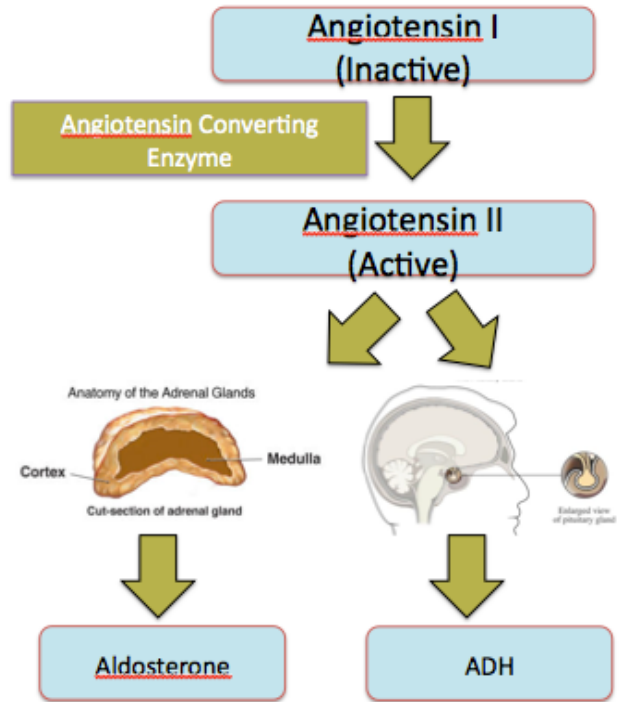 Angiotensin I
(Inactive)
Angiotensin Converting
Enzyme
Angiotensin II
(Active)
Anatomy of the Adrenal Glands
Cortex
Medulla
Cut-section of adrenal gland
Enlarged view
of pituitary gland
Aldosterone
ADH